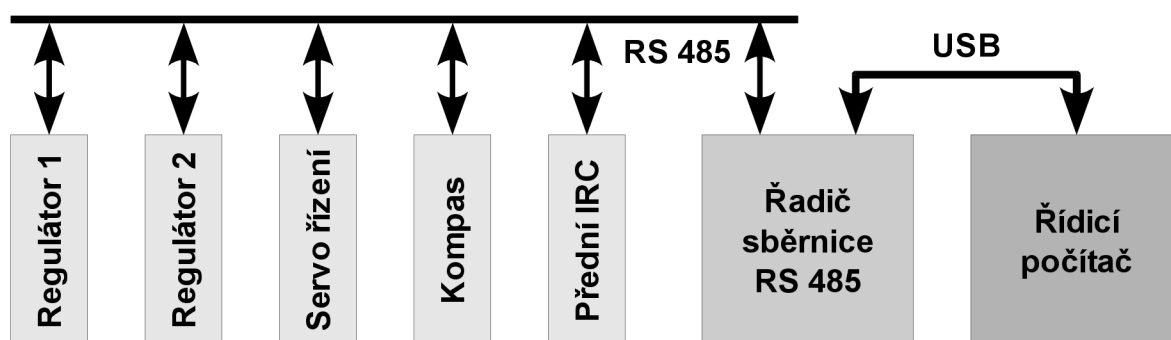 RS 485
USB
Regulátor 1
Regulátor 2
Servo řízení
Kompas
Přední IRC
Řadič
sběrnice
RS 485
Řídicí
počítač